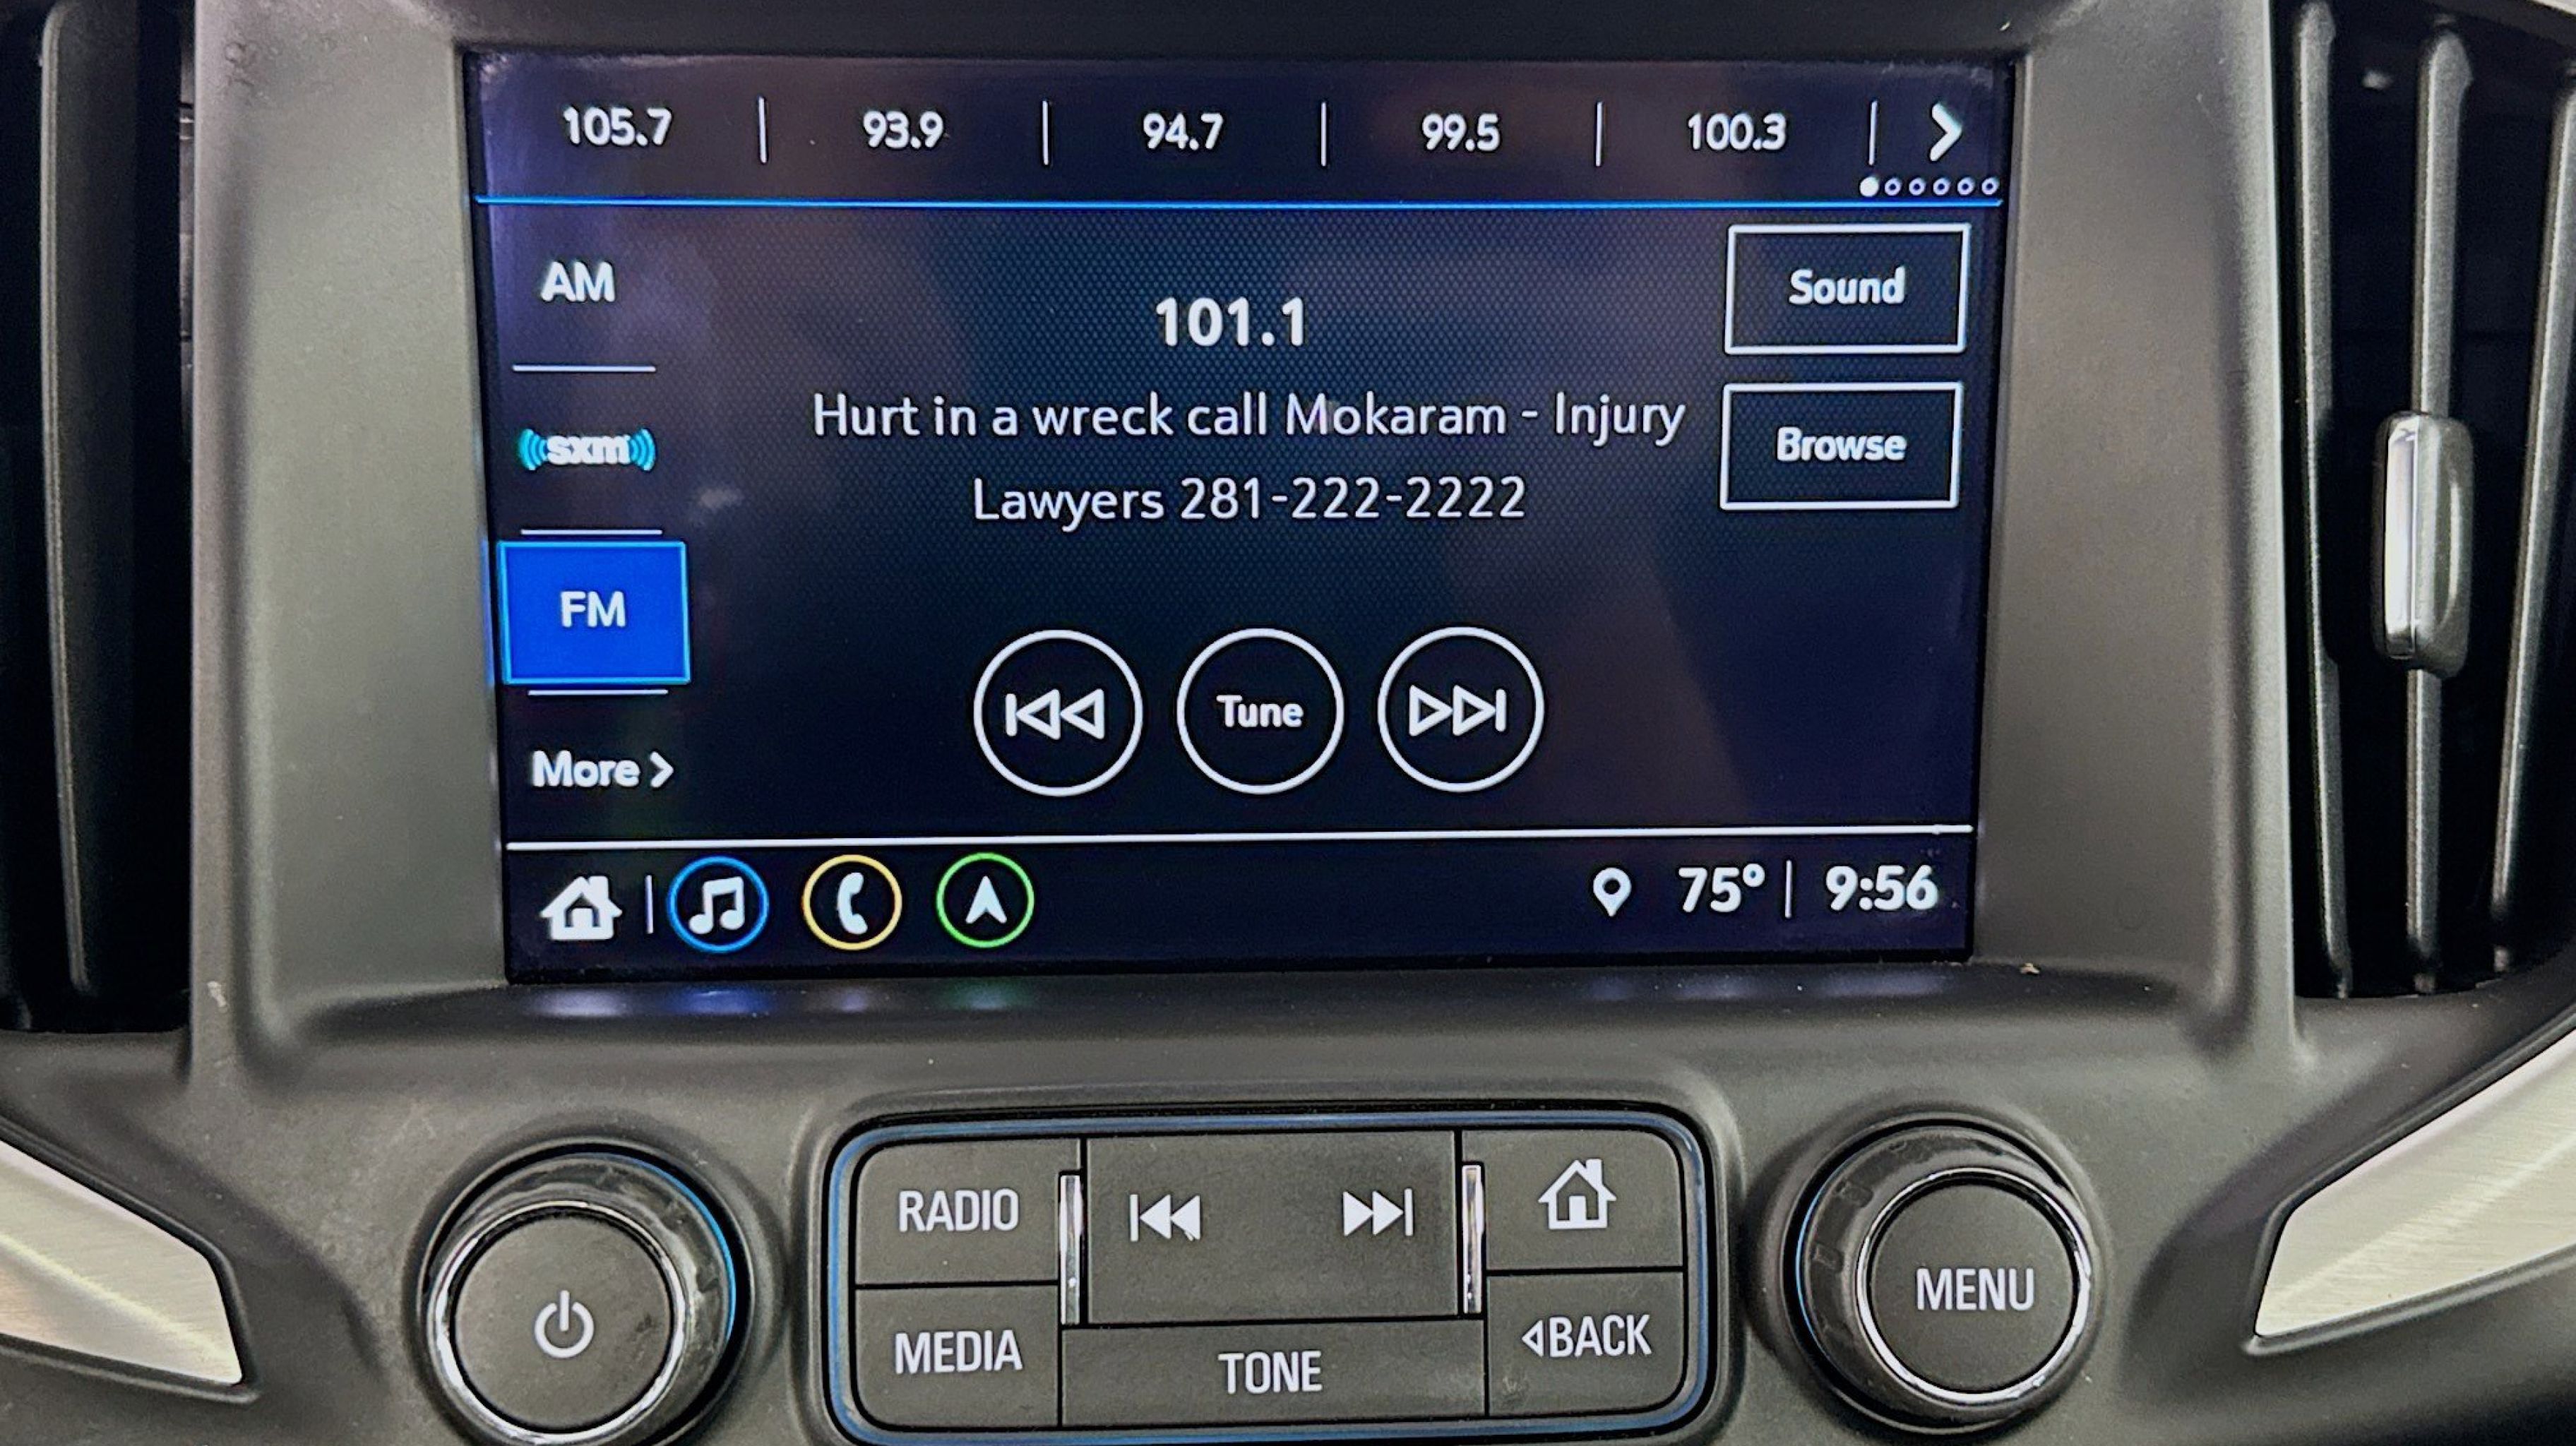 105.7 | 93.9 | 94.7 | 99.5 | 100.3 |
AM
sxm
FM
More >
101.1
Hurt in a wreck call Mokaram - Injury
Lawyers 281-222-2222
Sound
Browse
Tune
75° | 9:56
RADIO
MEDIA
TONE
BACK
MENU